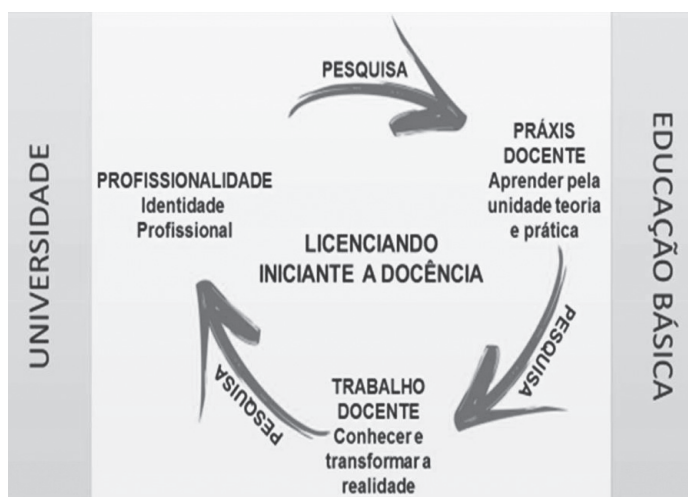 UNIVERSIDADE
PESQUISA
PROFISSIONALIDADE
Identidade
Profissional
PRÁXIS
DOCENTE
Aprender pela
unidade teoria
e prática
LICENCIANDO
INICIANTE A DOCÊNCIA
PESQUISA
PESQUISA
TRABALHO
DOCENTE
Conhecer e
transformar a
realidade
EDUCAÇÃO BÁSICA